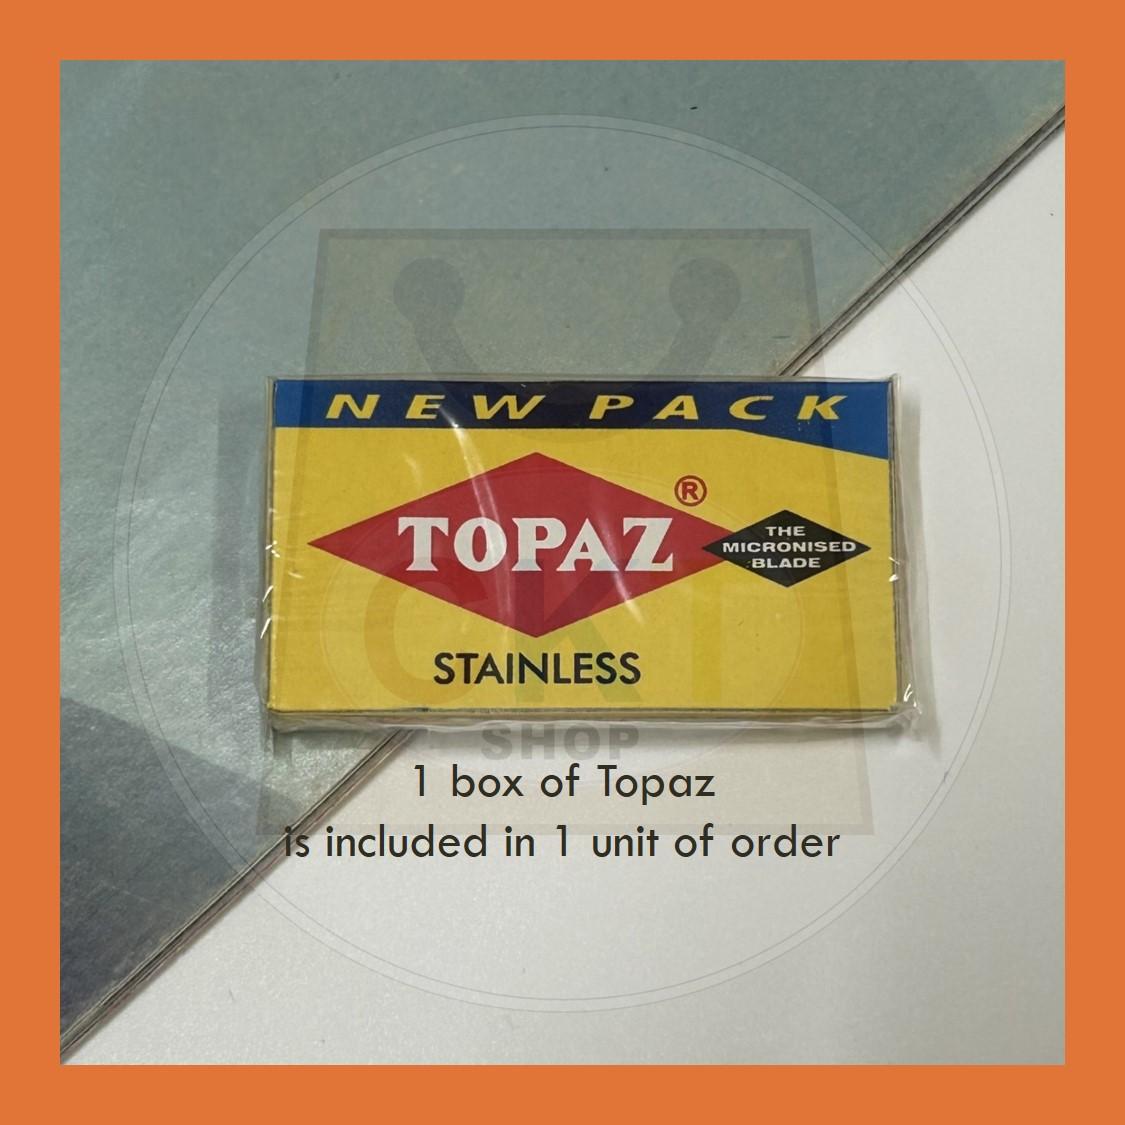 NEW PACK
TOPAZ®
THE
MICRONISED
BLADE
STAINLESS
CKT
SHOP
1 box of Topaz
is included in 1 unit of order